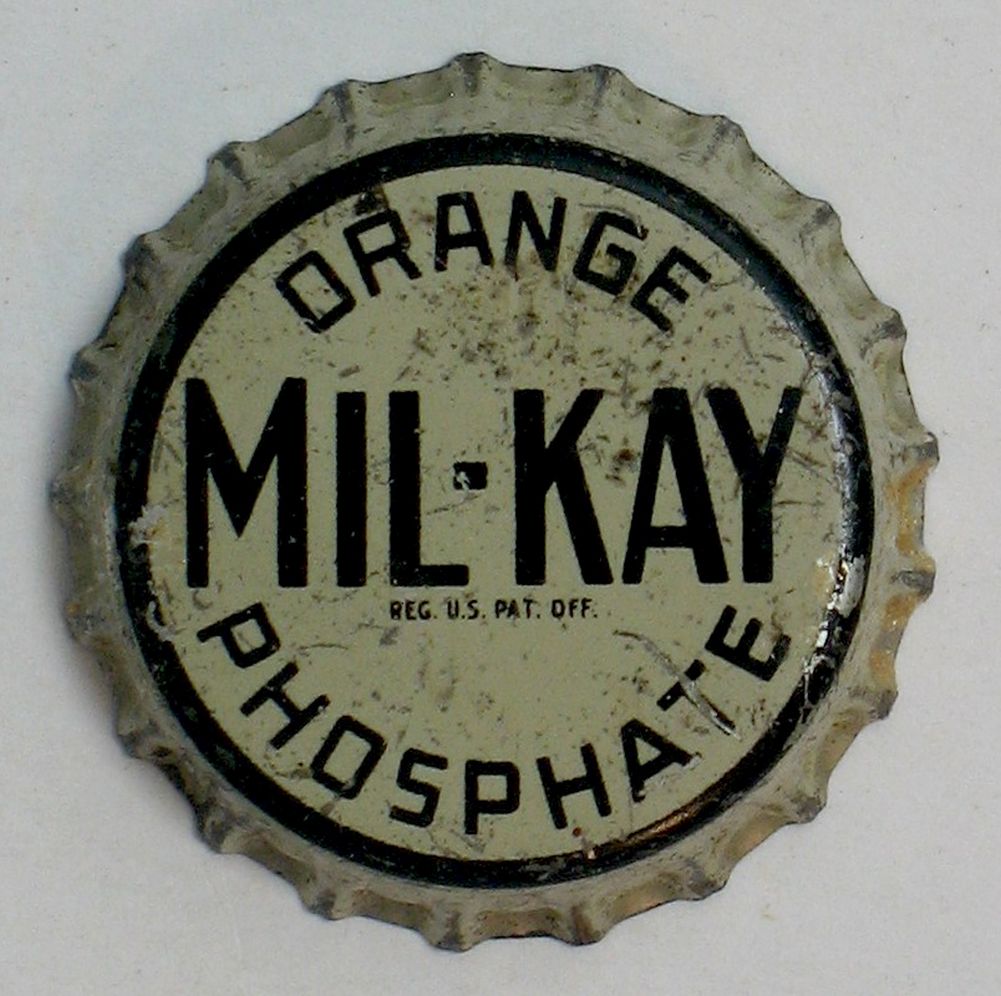 ORANGE
MIL·KAY
REG. U.S. PAT. OFF.
PHOSPHATE